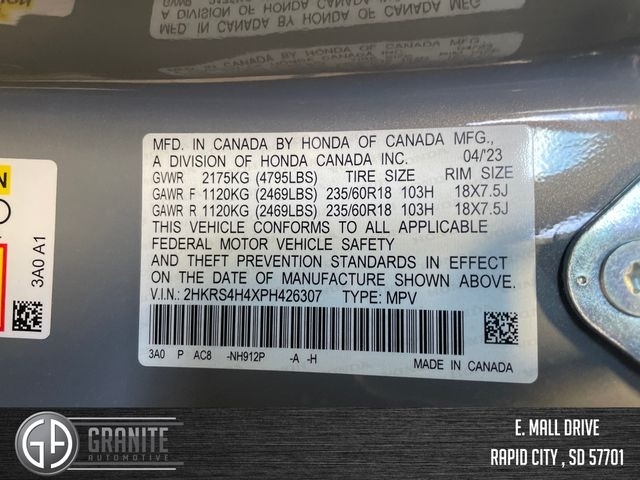 MFD. IN CANADA BY HONDA OF CANADA MFG.,
A DIVISION OF HONDA CANADA INC. 04/'23
GVWR 2175KG (4795LBS) TIRE SIZE RIM SIZE
GAWR F 1120KG (2469LBS) 235/60R18 103H 18X7.5J
GAWR R 1120KG (2469LBS) 235/60R18 103H 18X7.5J
THIS VEHICLE CONFORMS TO ALL APPLICABLE
FEDERAL MOTOR VEHICLE SAFETY
AND THEFT PREVENTION STANDARDS IN EFFECT
ON THE DATE OF MANUFACTURE SHOWN ABOVE.
V.I.N.: 2HKRS4H4XPH426307 TYPE: MPV
3A0 P AC8 -NH912P -A -H
MADE IN CANADA
3A0 A1
GA GRANITE
AUTOMOTIVE
E. MALL DRIVE
RAPID CITY , SD 57701